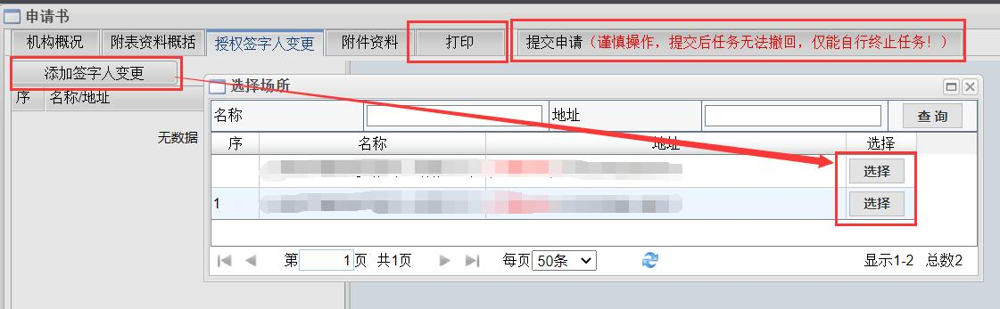 申请书
机构概况 附表资料概括 授权签字人变更 附件资料 打印 提交申请（谨慎操作，提交后任务无法撤回，仅能自行终止任务！）
添加签字人变更
序 名称/地址
无数据
选择场所
名称 地址 查 询
序 名称 地址 选择
选择
1 选择
第 1 页 共1页 每页 50条 显示1-2 总数2